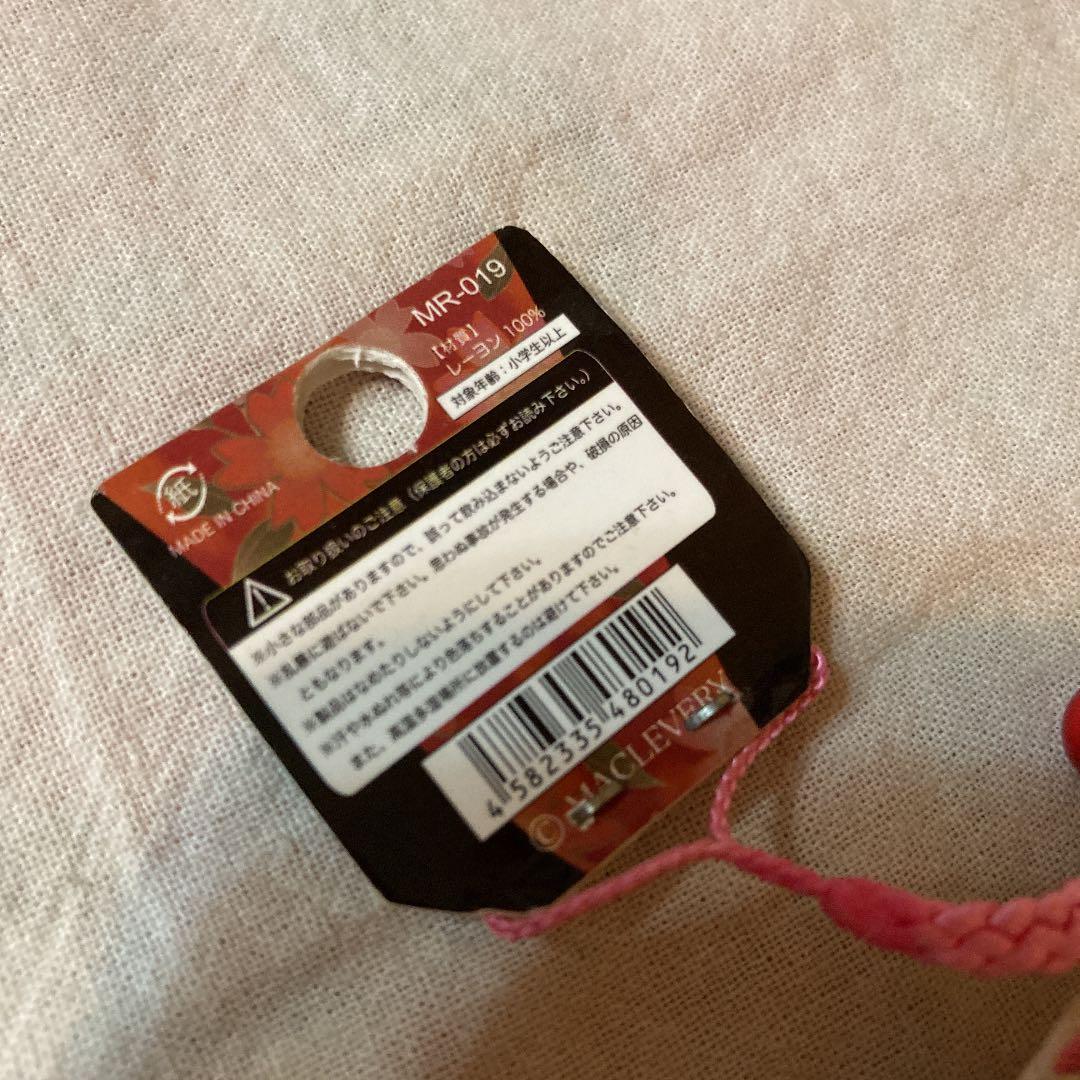 MR-019
【材質】
レーヨン 100%
対象年齢：小学生以上
紙
MADE IN CHINA
お取り扱いのご注意（保護者の方は必ずお読み下さい。）
※小さな部品がありますので、誤って飲み込まないようご注意下さい。
※乱暴に遊ばないで下さい。思わぬ事故が発生する場合や、破損の原因
ともなります。
※製品はなめたりしないようにして下さい。
※汗や水ぬれ等により色落ちすることがありますのでご注意下さい。
また、高温多湿場所に放置するのは避けて下さい。
4 582335 480192
© MACLEVERY